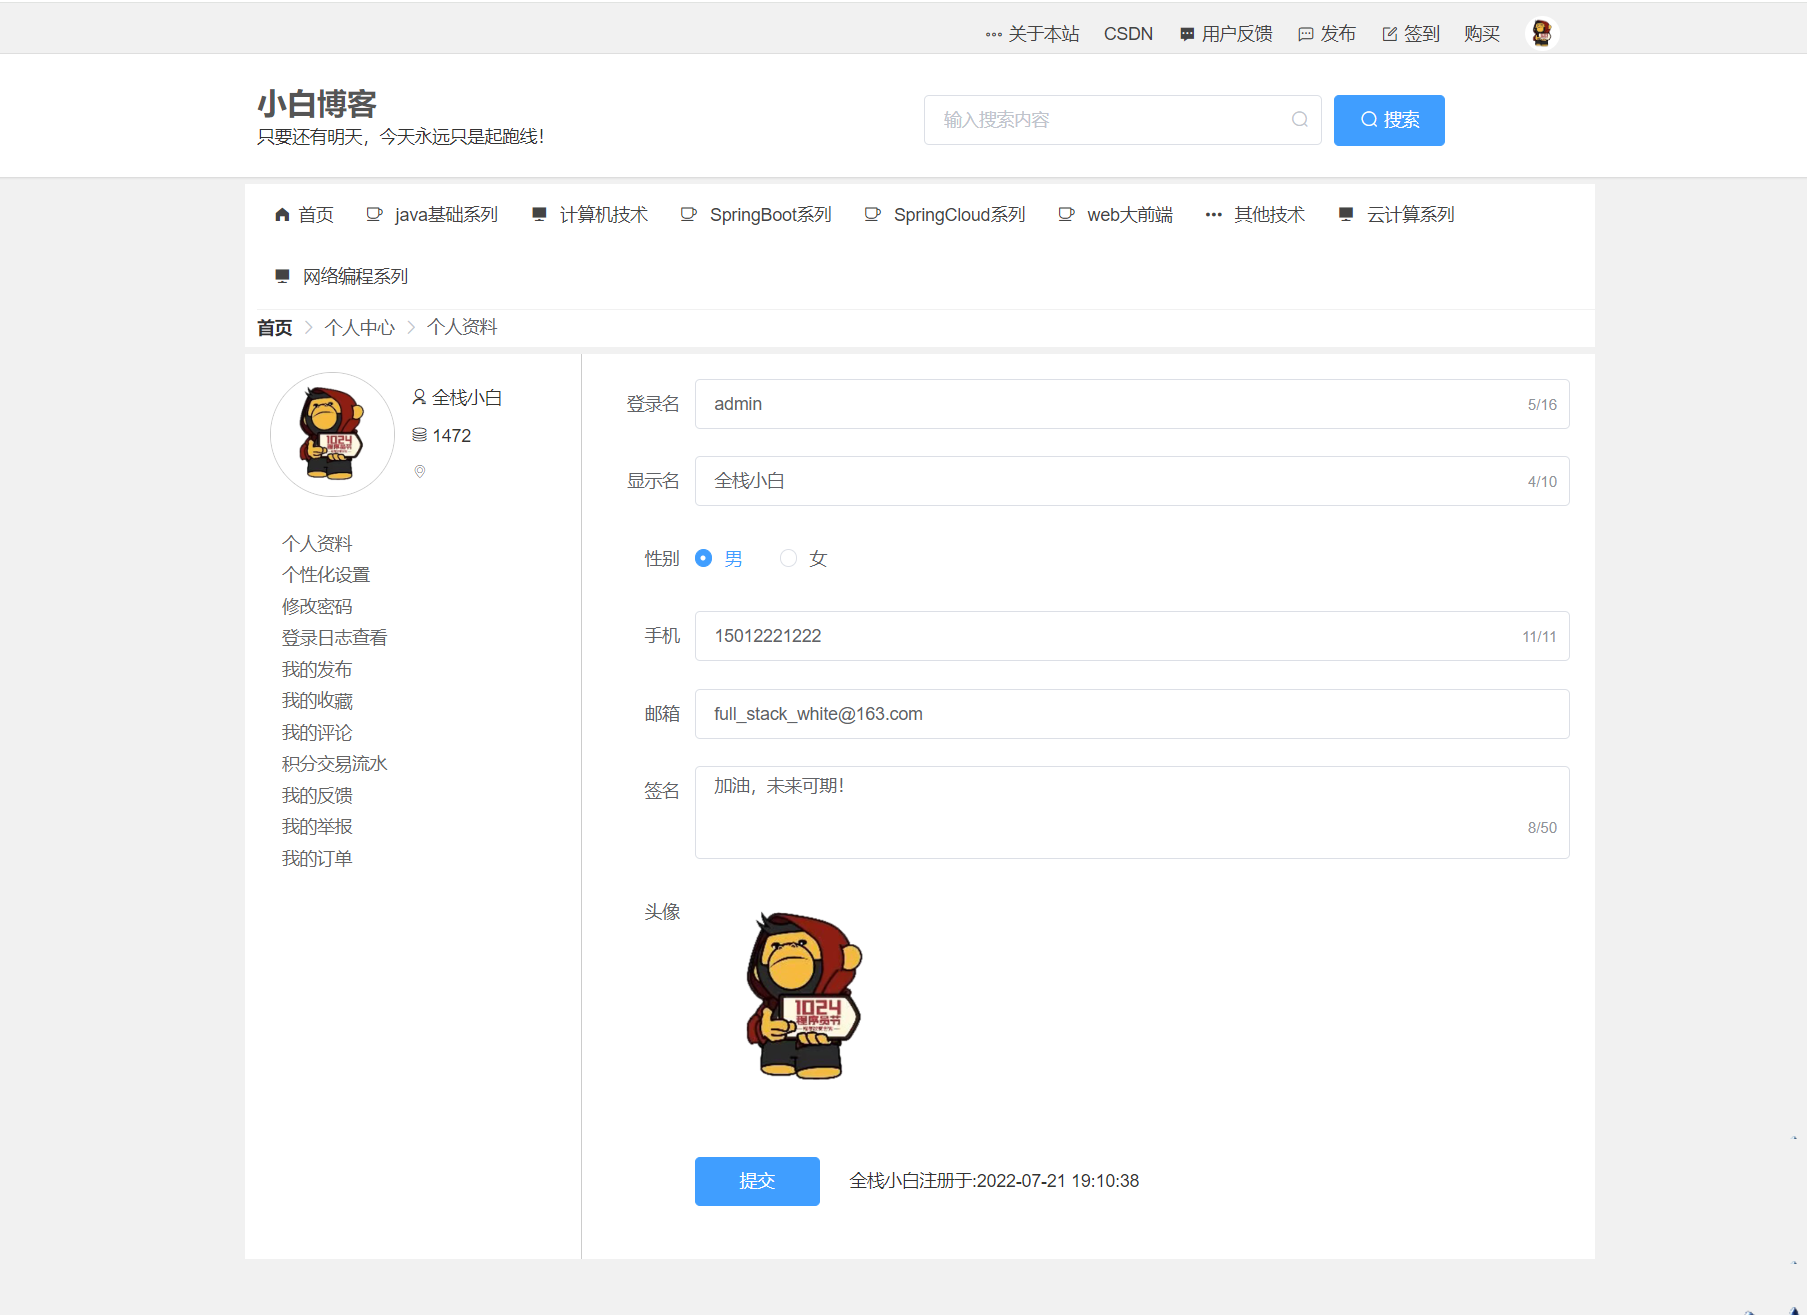 关于本站 CSDN 用户反馈 发布 签到 购买
小白博客
只要还有明天，今天永远只是起跑线！
输入搜索内容 搜索
首页 java基础系列 计算机技术 SpringBoot系列 SpringCloud系列 web大前端 其他技术 云计算系列
网络编程系列
首页 个人中心 个人资料
全栈小白
1472
1024
程序员节
个人资料
个性化设置
修改密码
登录日志查看
我的发布
我的收藏
我的评论
积分交易流水
我的反馈
我的举报
我的订单
登录名 admin 5/16
显示名 全栈小白 4/10
性别 男 女
手机 15012221222 11/11
邮箱 full_stack_white@163.com
签名 加油，未来可期！ 8/50
头像
1024
程序员节
提交 全栈小白注册于:2022-07-21 19:10:38